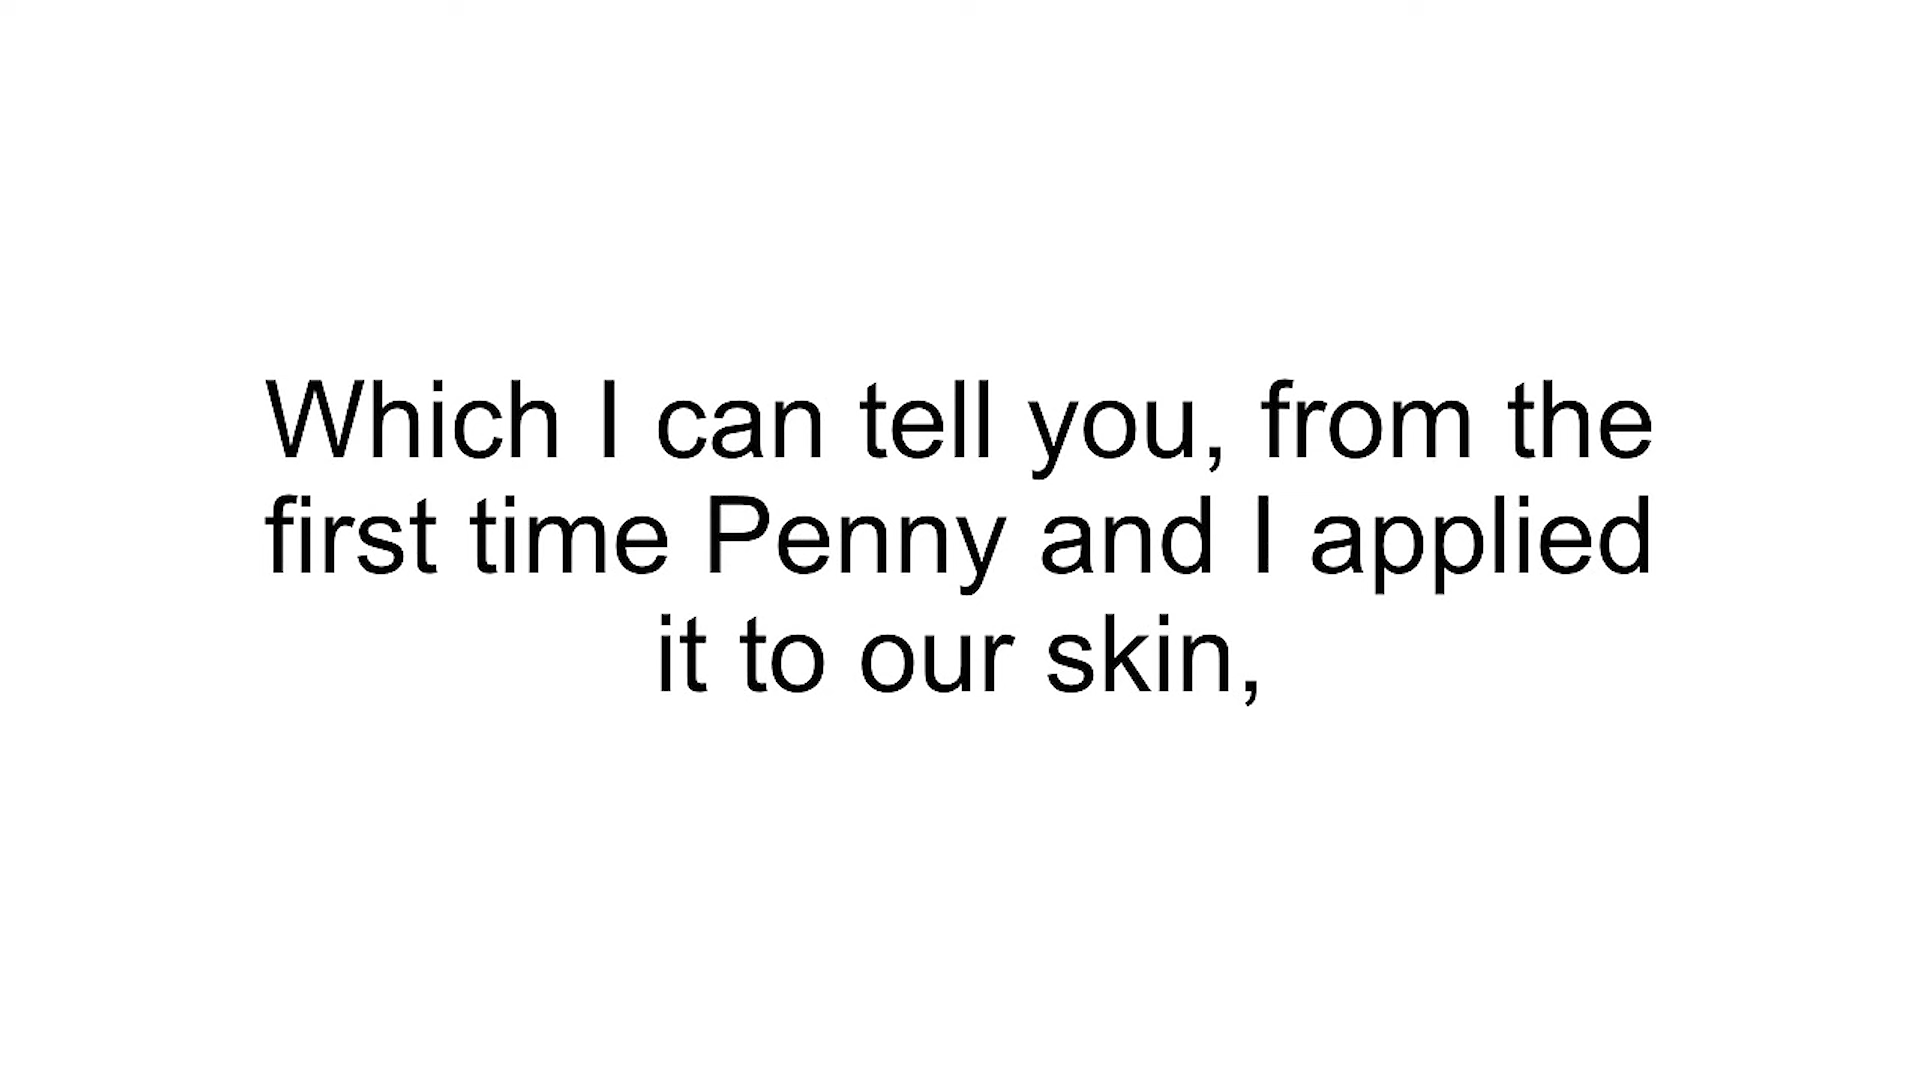 Which I can tell you, from the
first time Penny and I applied
it to our skin,